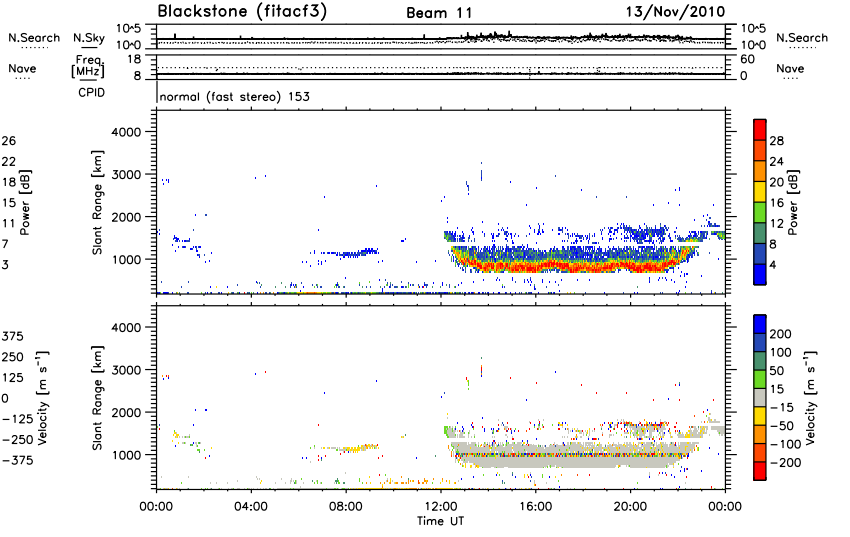 Blackstone (fitacf3) Beam 11 13/Nov/2010
N.Search N.Sky 10^5 10^5 N.Search
10^0 10^0
Nave Freq. [MHz] 18 60 Nave
8 0
CPID normal (fast stereo) 153
Power [dB] 26 22 18 15 11 7 3
Slant Range [km] 4000 3000 2000 1000
28 24 20 16 12 8 4 Power [dB]
Velocity [m s⁻¹] 375 250 125 0 −125 −250 −375
Slant Range [km] 4000 3000 2000 1000
200 100 50 15 −15 −50 −100 −200 Velocity [m s⁻¹]
00:00 04:00 08:00 12:00 16:00 20:00 00:00
Time UT